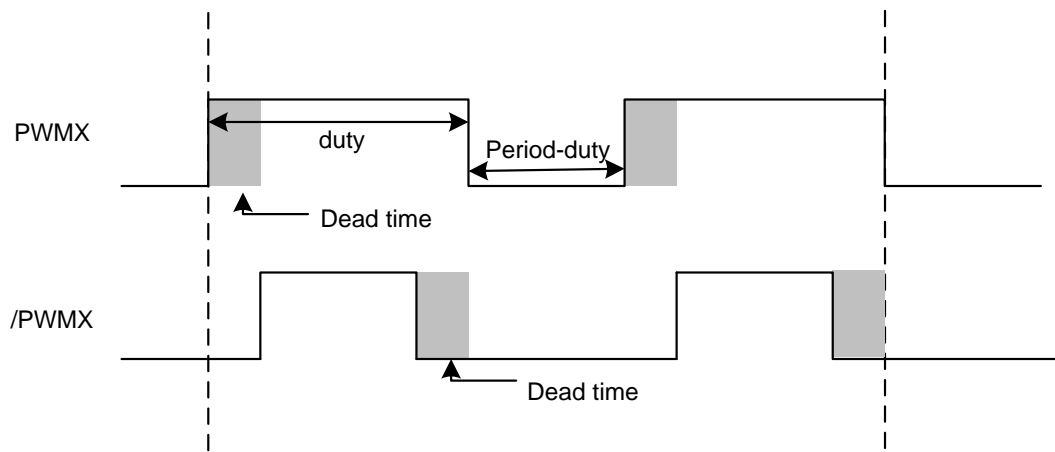 PWMX
duty
Period-duty
Dead time
/PWMX
Dead time